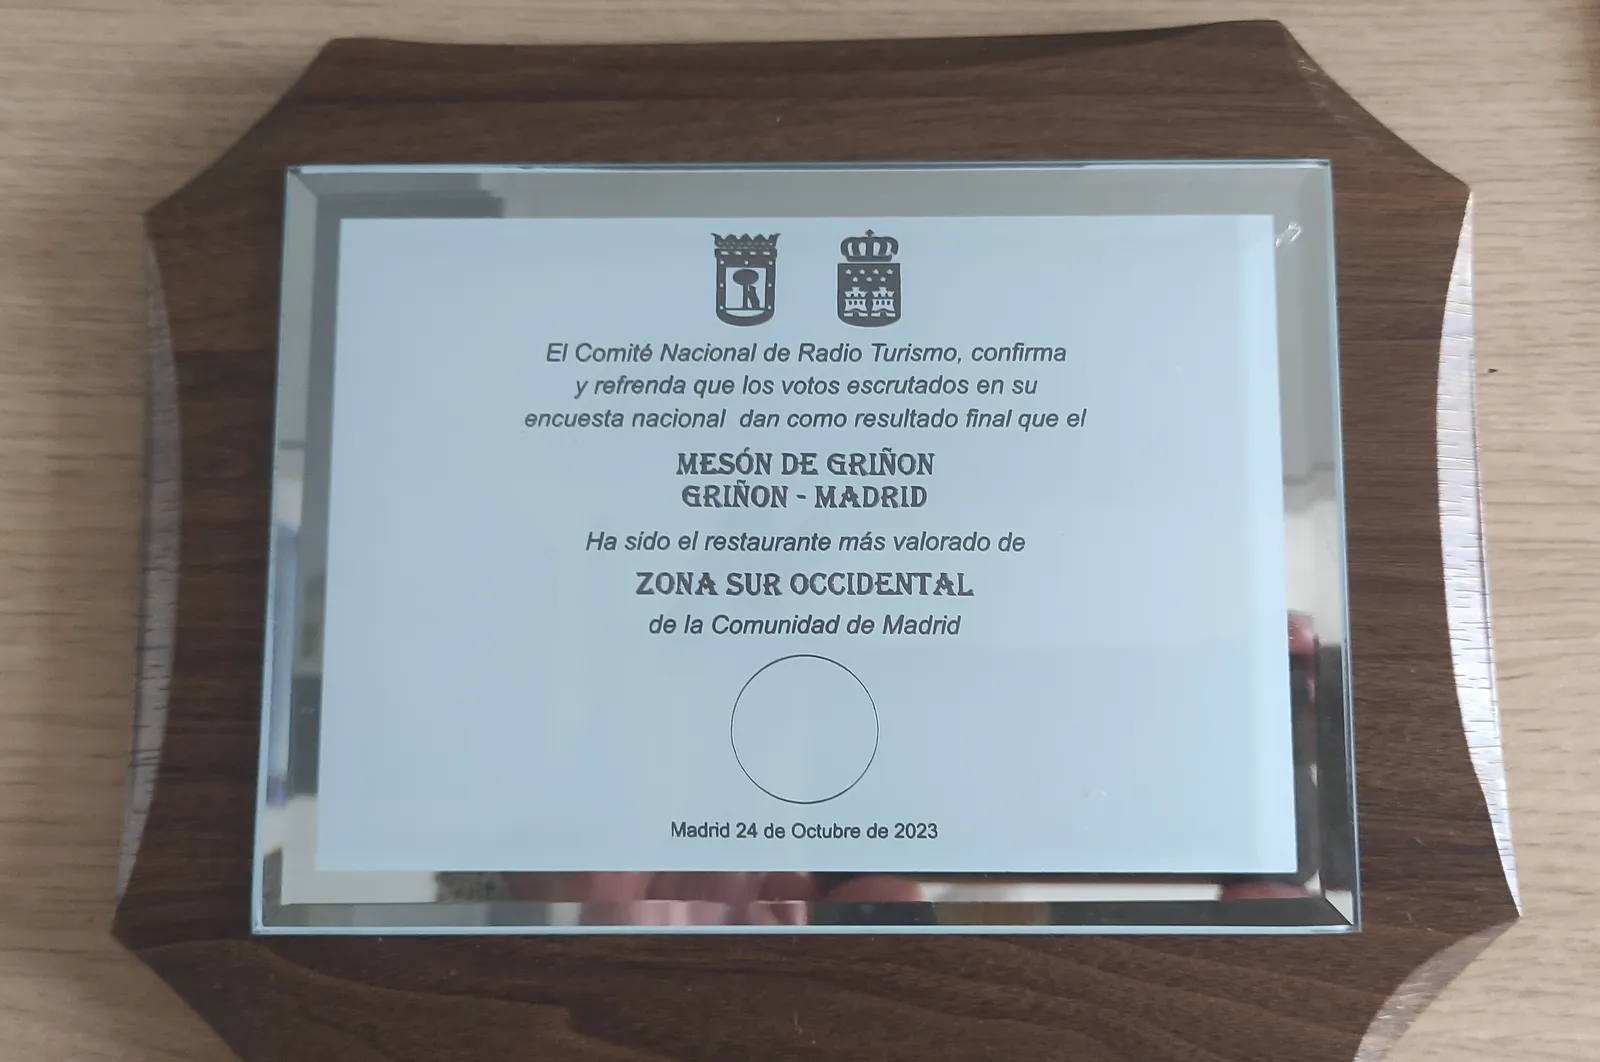 El Comité Nacional de Radio Turismo, confirma
y refrenda que los votos escrutados en su
encuesta nacional dan como resultado final que el
MESÓN DE GRIÑON
GRIÑON - MADRID
Ha sido el restaurante más valorado de
ZONA SUR OCCIDENTAL
de la Comunidad de Madrid
Madrid 24 de Octubre de 2023